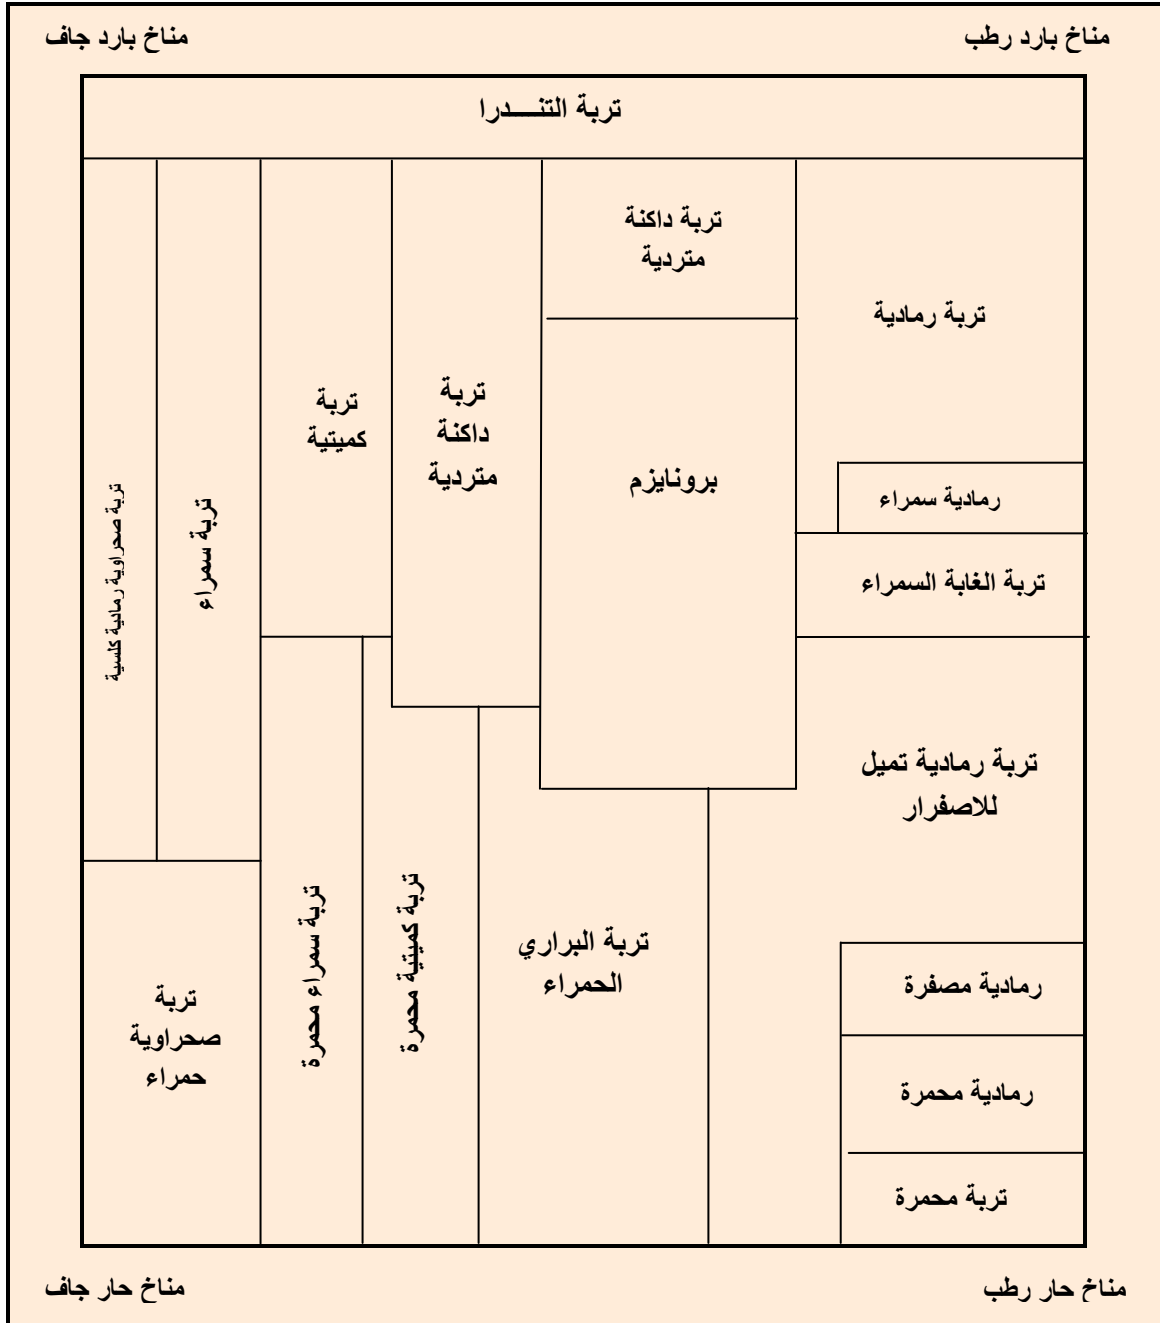 مناخ بارد رطب
مناخ بارد جاف
تربة التنـــدرا
تربة داكنة
متردية
تربة رمادية
تربة
كميتية
تربة
داكنة
متردية
برونايزم
رمادية سمراء
تربة الغابة السمراء
تربة سمراء
تربة صحراوية رمادية كلسية
تربة رمادية تميل
للاصفرار
تربة البراري
الحمراء
تربة كميتية محمرة
تربة سمراء محمرة
تربة
صحراوية
حمراء
رمادية مصفرة
رمادية محمرة
تربة محمرة
مناخ حار رطب
مناخ حار جاف